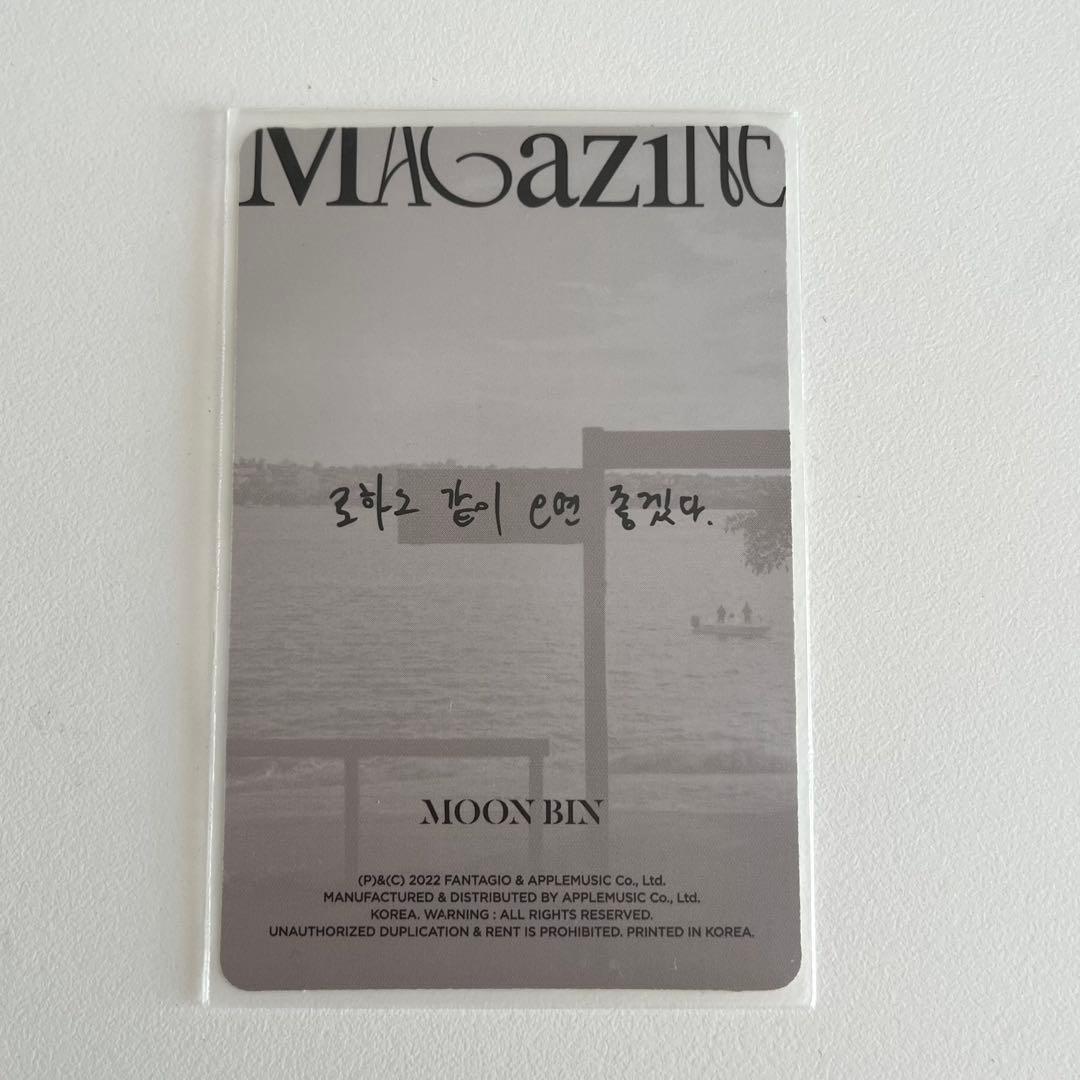 MAGaziNE
로하도 같이 오면 좋겠다.
MOON BIN
(P)&(C) 2022 FANTAGIO & APPLEMUSIC Co., Ltd.
MANUFACTURED & DISTRIBUTED BY APPLEMUSIC Co., Ltd.
KOREA. WARNING : ALL RIGHTS RESERVED.
UNAUTHORIZED DUPLICATION & RENT IS PROHIBITED. PRINTED IN KOREA.